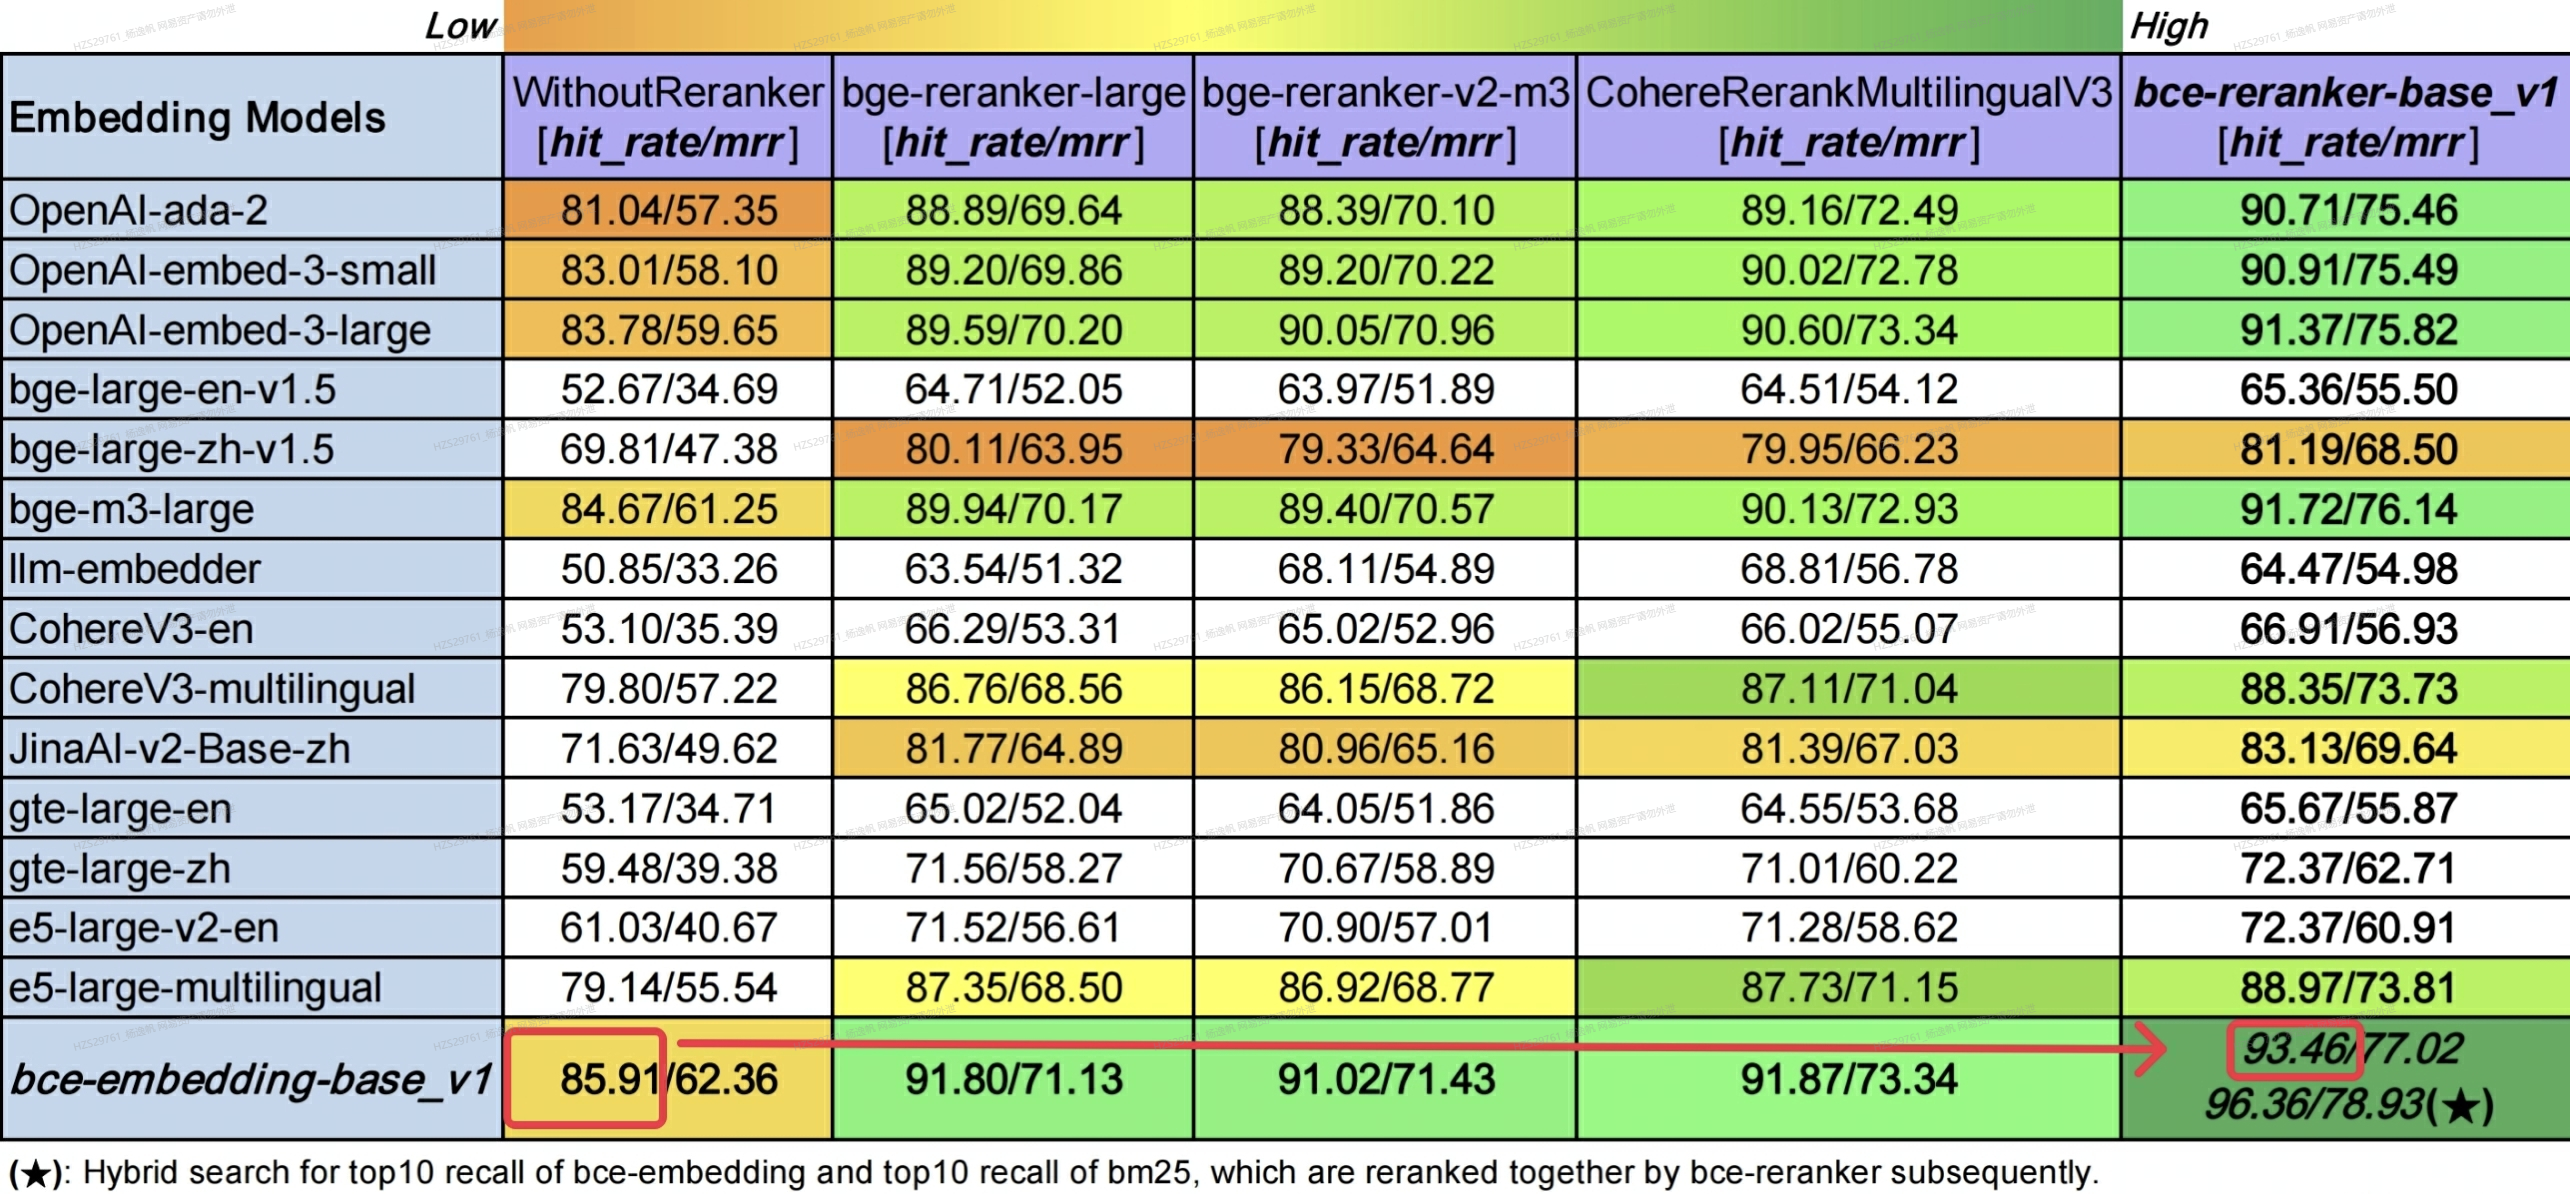 Low High
Embedding Models WithoutReranker bge-reranker-large bge-reranker-v2-m3 CohereRerankMultilingualV3 bce-reranker-base_v1
[hit_rate/mrr] [hit_rate/mrr] [hit_rate/mrr] [hit_rate/mrr] [hit_rate/mrr]
OpenAI-ada-2 81.04/57.35 88.89/69.64 88.39/70.10 89.16/72.49 90.71/75.46
OpenAI-embed-3-small 83.01/58.10 89.20/69.86 89.20/70.22 90.02/72.78 90.91/75.49
OpenAI-embed-3-large 83.78/59.65 89.59/70.20 90.05/70.96 90.60/73.34 91.37/75.82
bge-large-en-v1.5 52.67/34.69 64.71/52.05 63.97/51.89 64.51/54.12 65.36/55.50
bge-large-zh-v1.5 69.81/47.38 80.11/63.95 79.33/64.64 79.95/66.23 81.19/68.50
bge-m3-large 84.67/61.25 89.94/70.17 89.40/70.57 90.13/72.93 91.72/76.14
llm-embedder 50.85/33.26 63.54/51.32 68.11/54.89 68.81/56.78 64.47/54.98
CohereV3-en 53.10/35.39 66.29/53.31 65.02/52.96 66.02/55.07 66.91/56.93
CohereV3-multilingual 79.80/57.22 86.76/68.56 86.15/68.72 87.11/71.04 88.35/73.73
JinaAI-v2-Base-zh 71.63/49.62 81.77/64.89 80.96/65.16 81.39/67.03 83.13/69.64
gte-large-en 53.17/34.71 65.02/52.04 64.05/51.86 64.55/53.68 65.67/55.87
gte-large-zh 59.48/39.38 71.56/58.27 70.67/58.89 71.01/60.22 72.37/62.71
e5-large-v2-en 61.03/40.67 71.52/56.61 70.90/57.01 71.28/58.62 72.37/60.91
e5-large-multilingual 79.14/55.54 87.35/68.50 86.92/68.77 87.73/71.15 88.97/73.81
bce-embedding-base_v1 85.91/62.36 91.80/71.13 91.02/71.43 91.87/73.34 93.46/77.02
96.36/78.93(★)
(★): Hybrid search for top10 recall of bce-embedding and top10 recall of bm25, which are reranked together by bce-reranker subsequently.
HZS29761_杨逸帆 网易资产请勿外泄